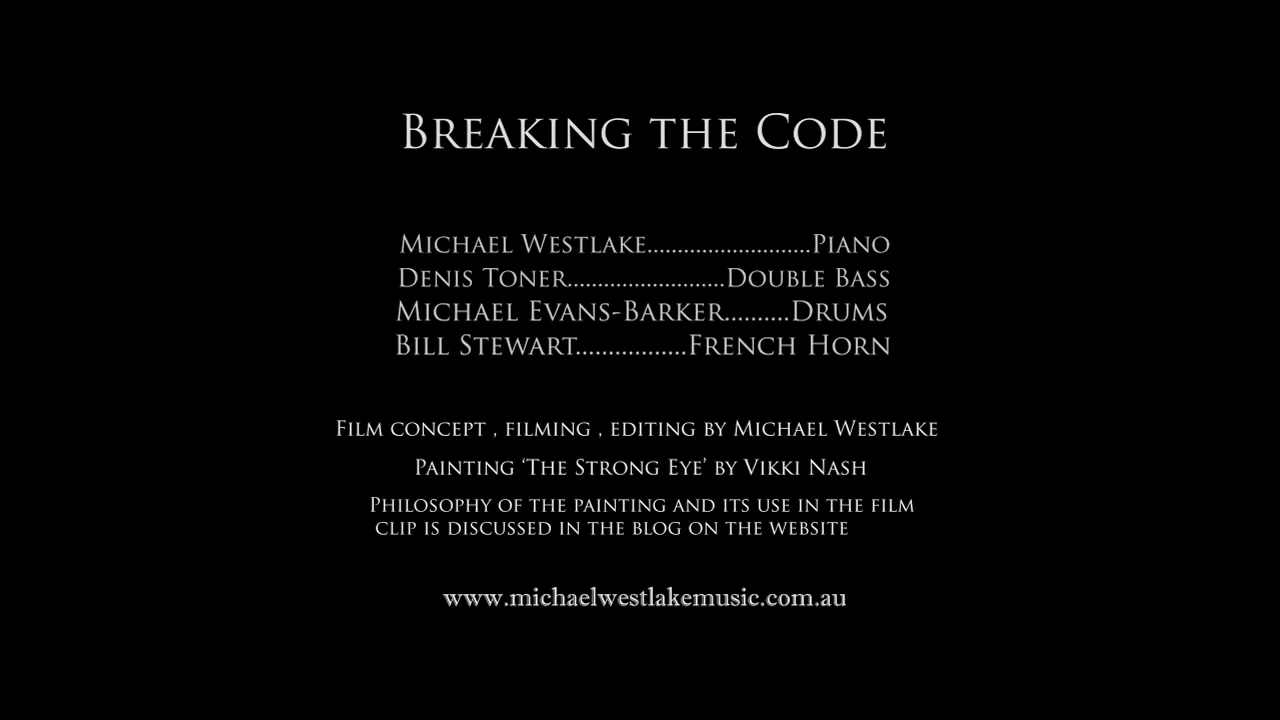 Breaking the Code
Michael Westlake...........................Piano
Denis Toner..........................Double Bass
Michael Evans-Barker..........Drums
Bill Stewart.................French Horn
Film concept , filming , editing by Michael Westlake
Painting ‘The Strong Eye’ by Vikki Nash
Philosophy of the painting and its use in the film
clip is discussed in the blog on the website
www.michaelwestlakemusic.com.au